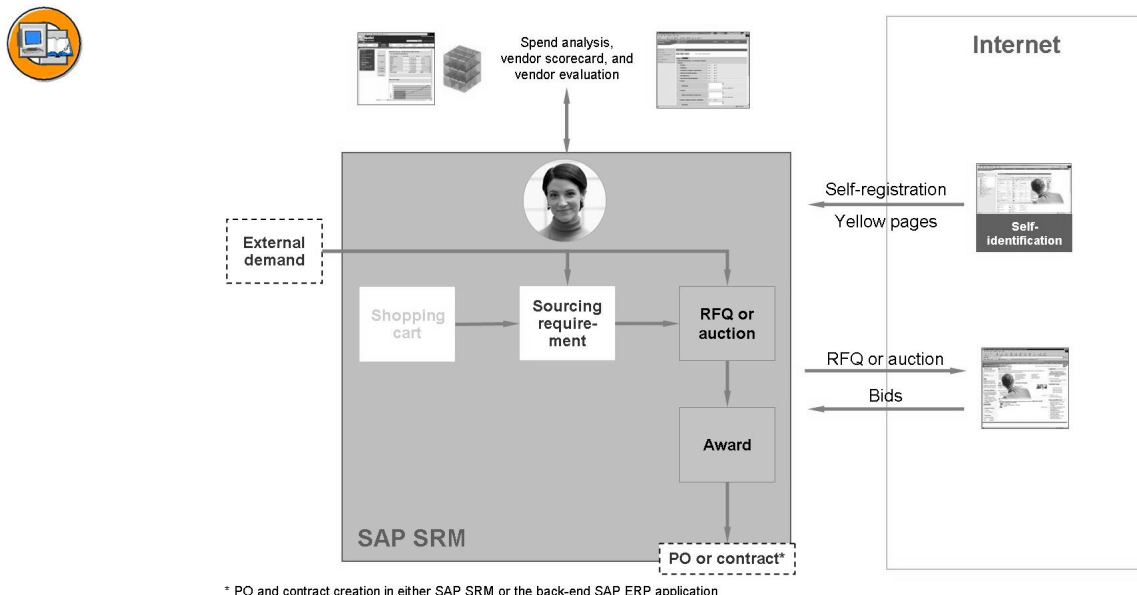 Spend analysis,
vendor scorecard, and
vendor evaluation
Internet
Self-registration
Yellow pages
Self-
identification
External
demand
Shopping
cart
Sourcing
require-
ment
RFQ or
auction
RFQ or auction
Bids
Award
SAP SRM
PO or contract*
* PO and contract creation in either SAP SRM or the back-end SAP ERP application